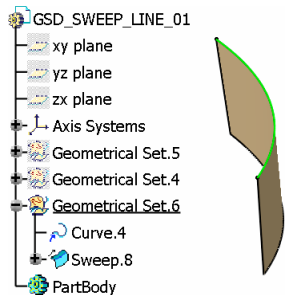 GSD_SWEEP_LINE_01
xy plane
yz plane
zx plane
Axis Systems
Geometrical Set.5
Geometrical Set.4
Geometrical Set.6
Curve.4
Sweep.8
PartBody